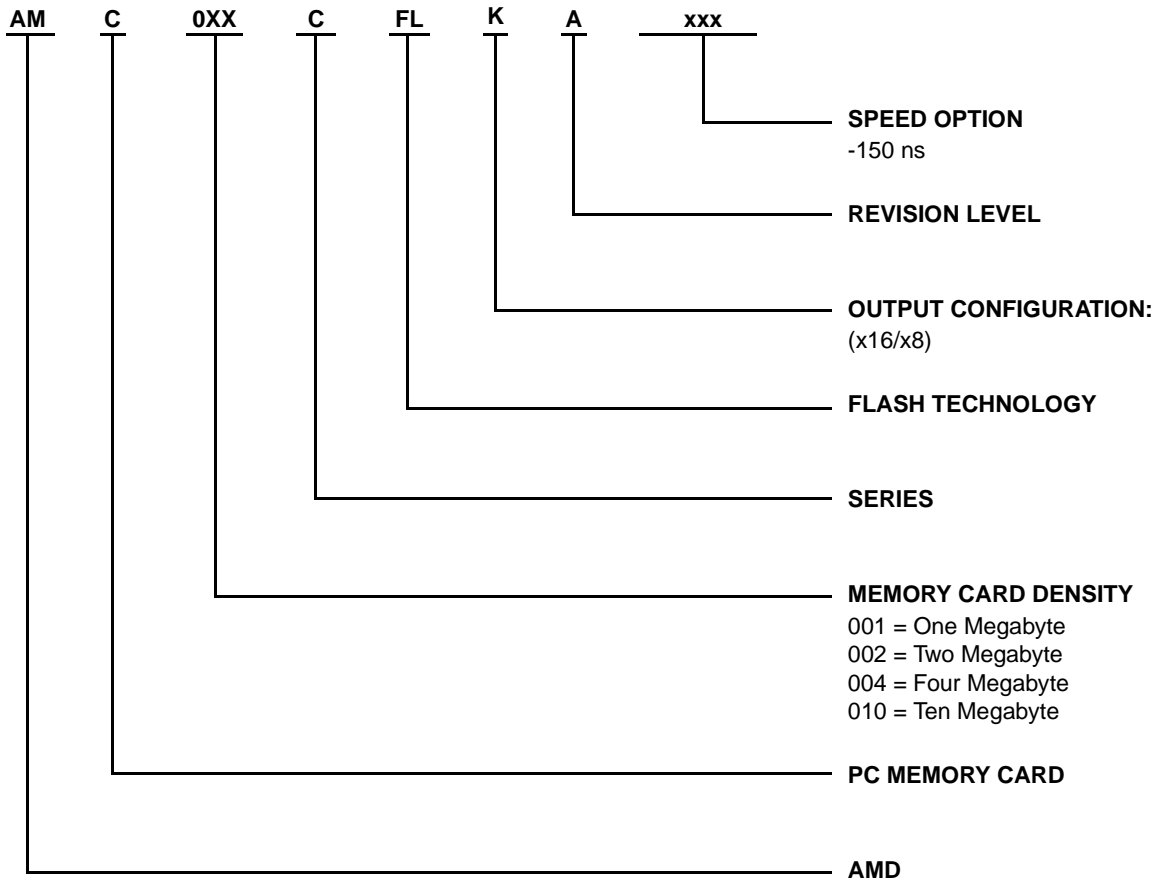 AM C 0XX C FL K A xxx
SPEED OPTION
-150 ns
REVISION LEVEL
OUTPUT CONFIGURATION:
(x16/x8)
FLASH TECHNOLOGY
SERIES
MEMORY CARD DENSITY
001 = One Megabyte
002 = Two Megabyte
004 = Four Megabyte
010 = Ten Megabyte
PC MEMORY CARD
AMD